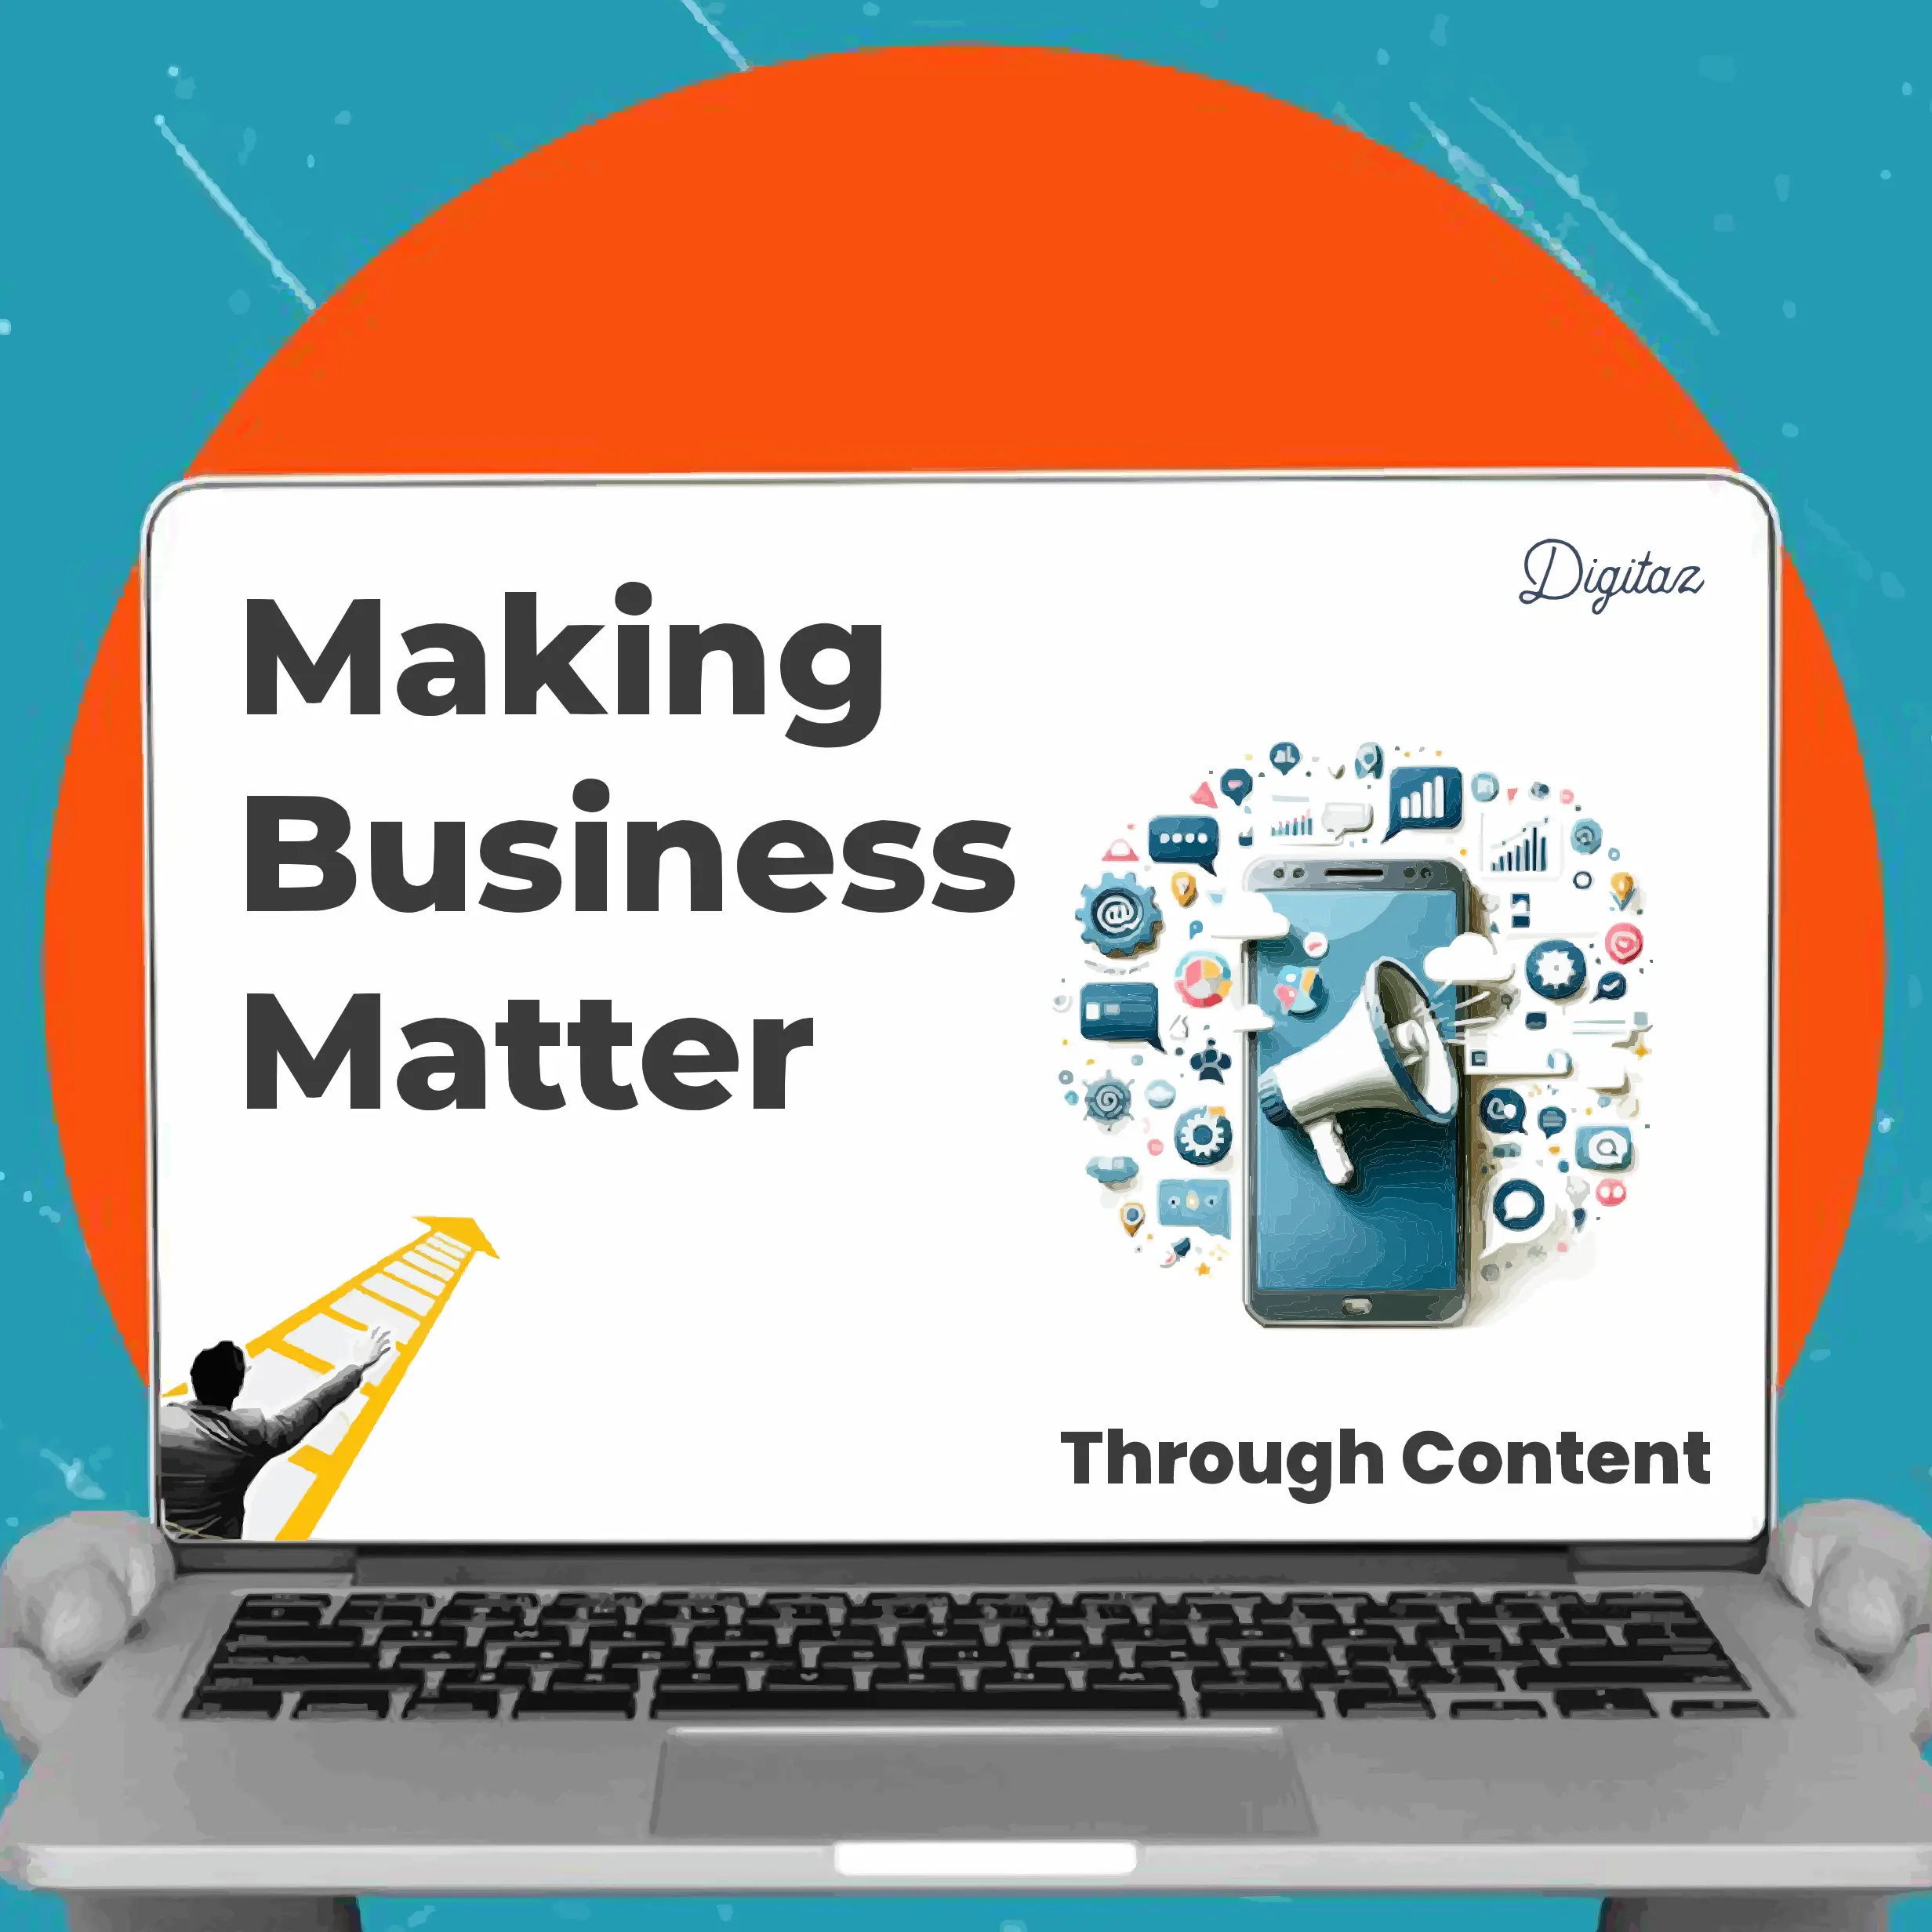 Digitaz
Making
Business
Matter
Through Content